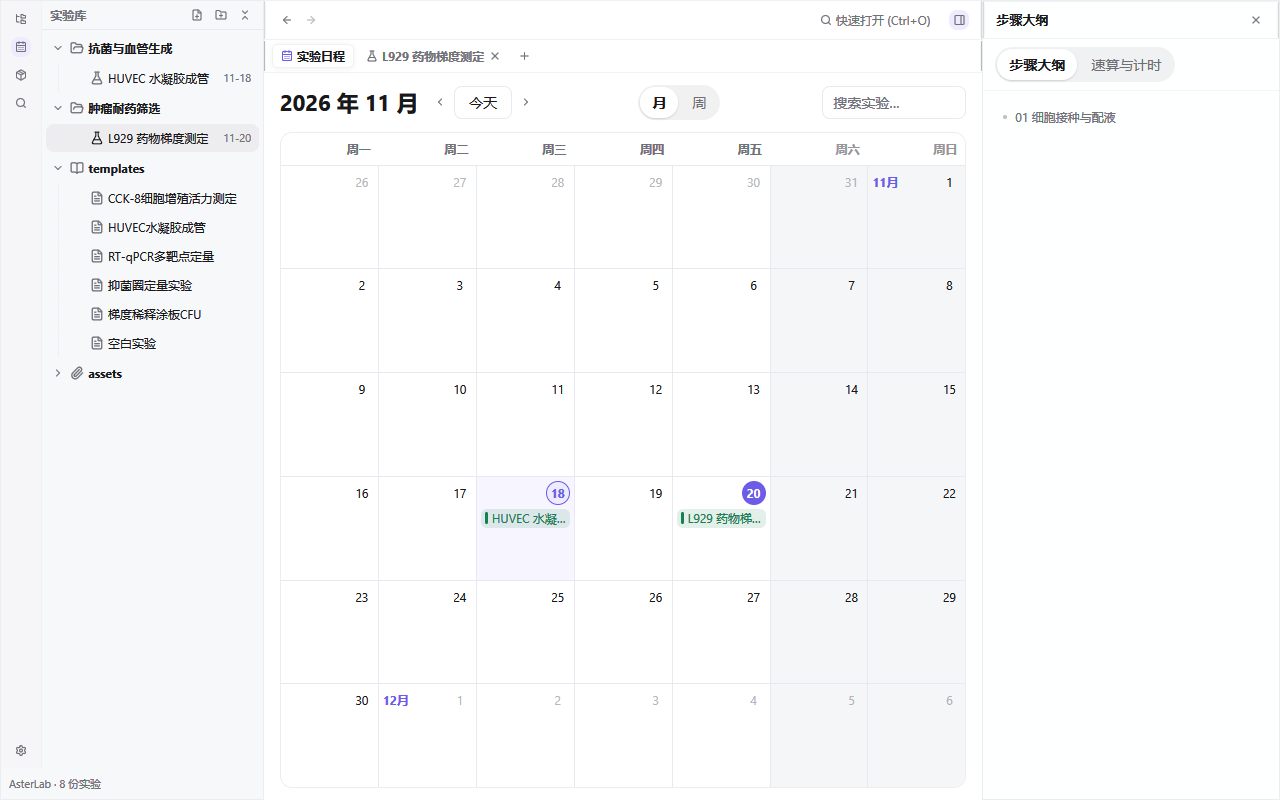 实验库
快速打开 (Ctrl+O)
步骤大纲
抗菌与血管生成
HUVEC 水凝胶成管 11-18
肿瘤耐药筛选
L929 药物梯度测定 11-20
templates
CCK-8细胞增殖活力测定
HUVEC水凝胶成管
RT-qPCR多靶点定量
抑菌圈定量实验
梯度稀释涂板CFU
空白实验
assets
AsterLab · 8 份实验
实验日程 L929 药物梯度测定
2026 年 11 月 今天 月 周 搜索实验...
周一 周二 周三 周四 周五 周六 周日
26 27 28 29 30 31 11月 1
2 3 4 5 6 7 8
9 10 11 12 13 14 15
16 17 18 19 20 21 22
HUVEC 水凝... L929 药物梯...
23 24 25 26 27 28 29
30 12月 1 2 3 4 5 6
步骤大纲 速算与计时
01 细胞接种与配液